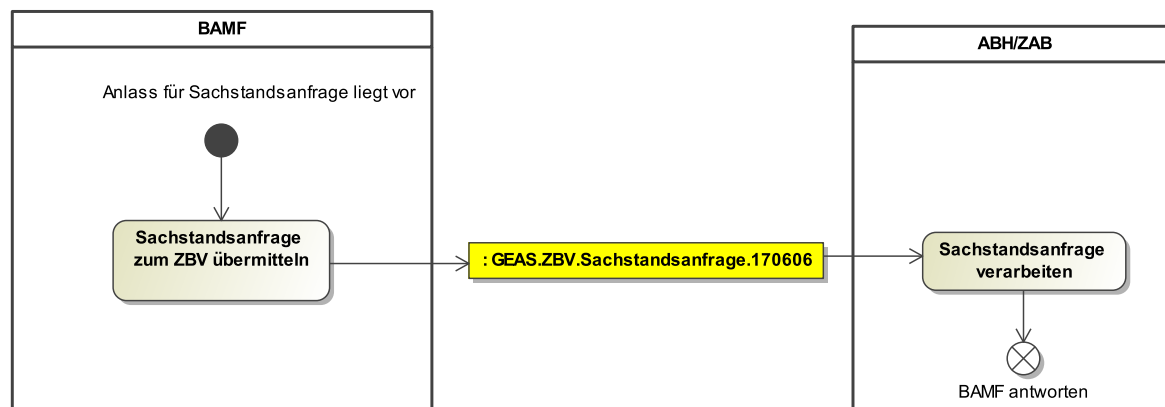 BAMF
Anlass für Sachstandsanfrage liegt vor
Sachstandsanfrage
zum ZBV übermitteln
: GEAS.ZBV.Sachstandsanfrage.170606
ABH/ZAB
Sachstandsanfrage
verarbeiten
BAMF antworten